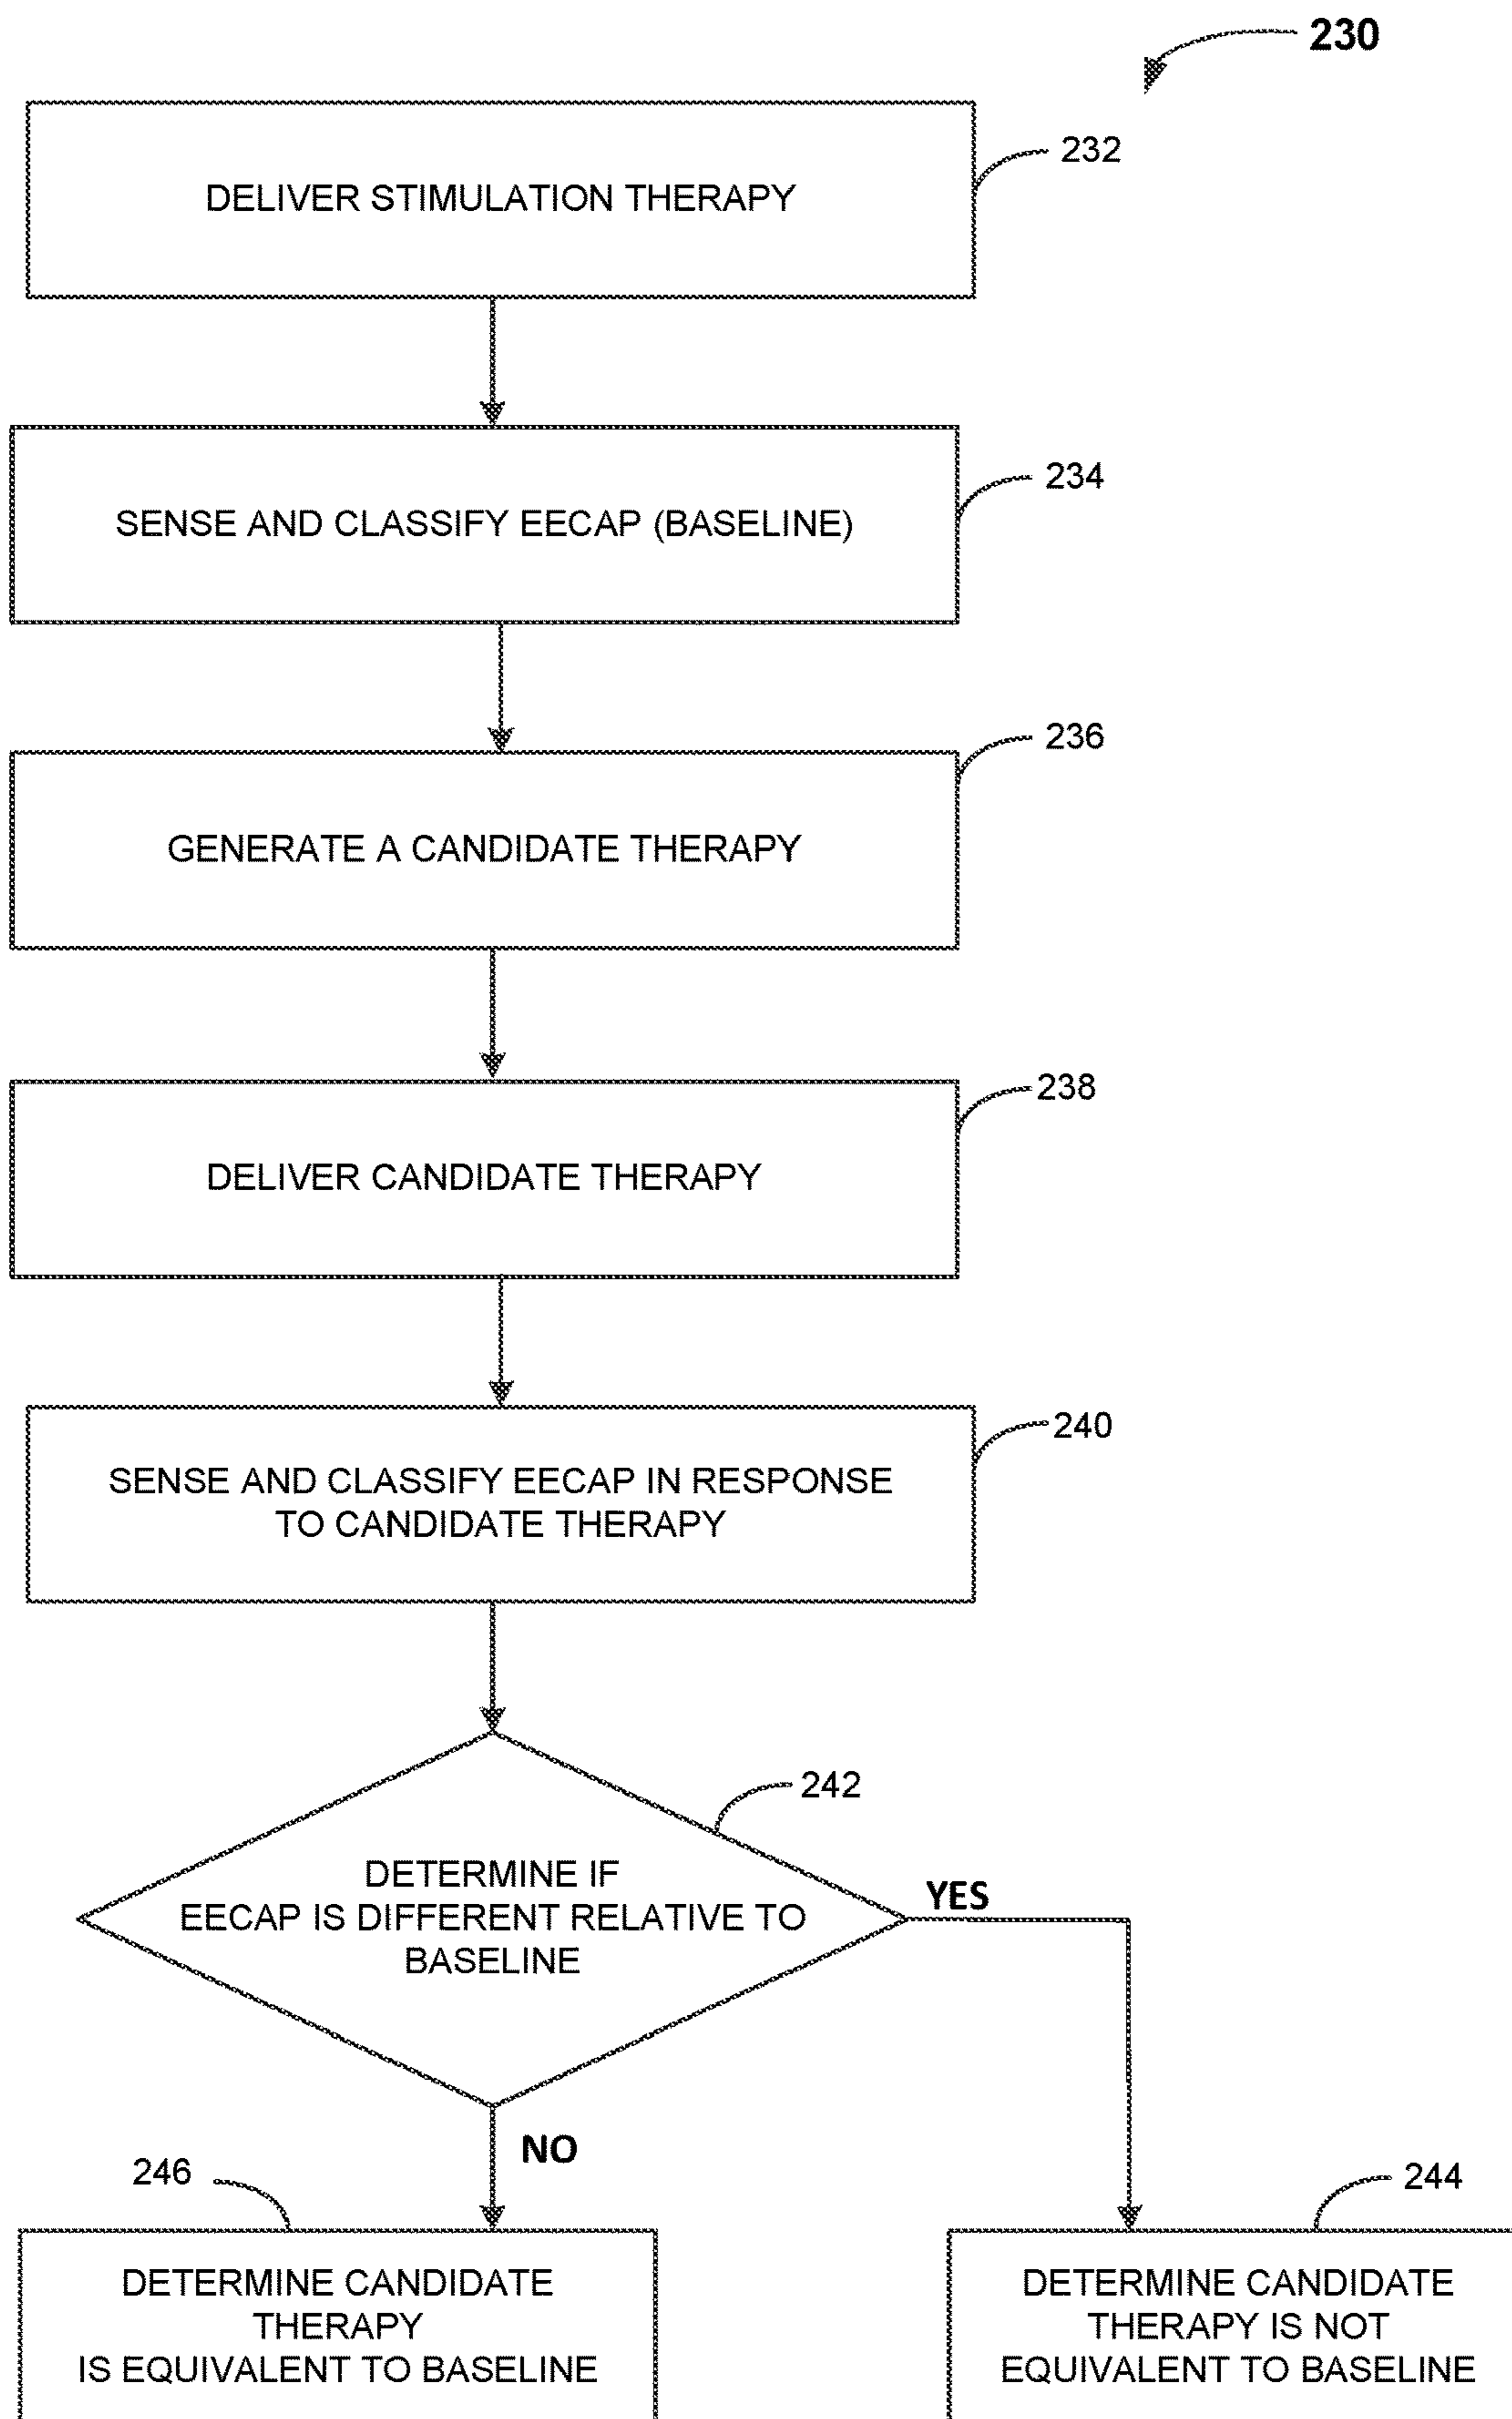 230
232
DELIVER STIMULATION THERAPY
234
SENSE AND CLASSIFY EECAP (BASELINE)
236
GENERATE A CANDIDATE THERAPY
238
DELIVER CANDIDATE THERAPY
240
SENSE AND CLASSIFY EECAP IN RESPONSE
TO CANDIDATE THERAPY
242
DETERMINE IF
EECAP IS DIFFERENT RELATIVE TO
BASELINE
YES
NO
246
DETERMINE CANDIDATE
THERAPY
IS EQUIVALENT TO BASELINE
244
DETERMINE CANDIDATE
THERAPY IS NOT
EQUIVALENT TO BASELINE